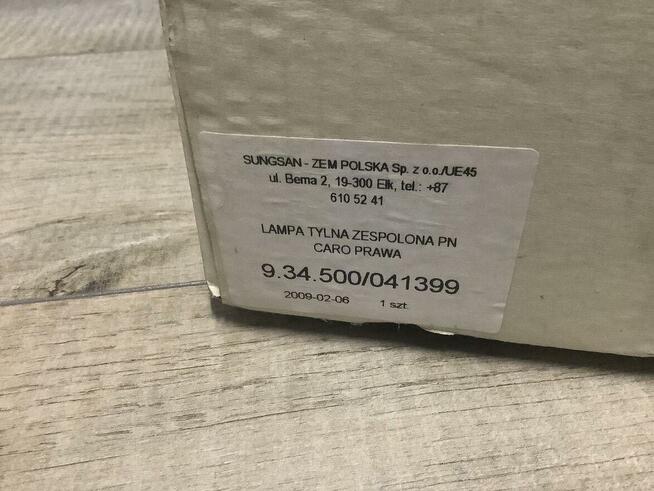 SUNGSAN - ZEM POLSKA Sp. z o.o./UE45
ul. Bema 2, 19-300 Ełk, tel.: +87
610 52 41
LAMPA TYLNA ZESPOLONA PN
CARO PRAWA
9.34.500/041399
2009-02-06 1 szt.